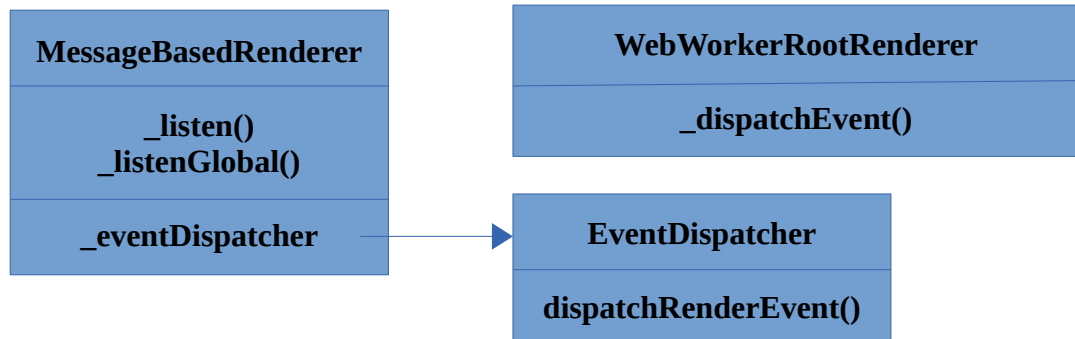 MessageBasedRenderer
_listen()
_listenGlobal()
_eventDispatcher
WebWorkerRootRenderer
_dispatchEvent()
EventDispatcher
dispatchRenderEvent()